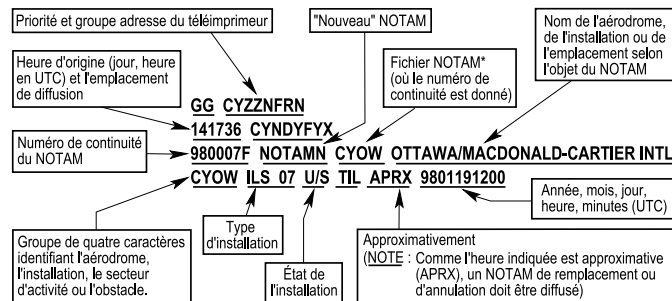 Priorité et groupe adresse du téléimprimeur
"Nouveau" NOTAM
Nom de l'aérodrome,
de l'installation ou de
l'emplacement selon
l'objet du NOTAM
Heure d'origine (jour, heure
en UTC) et l'emplacement
de diffusion
Fichier NOTAM*
(où le numéro de
continuité est donné)
GG CYZZNFRN
141736 CYNDYFYX
Numéro de continuité
du NOTAM
980007F NOTAMN CYOW OTTAWA/MACDONALD-CARTIER INTL
CYOW ILS 07 U/S TIL APRX 9801191200
Année, mois, jour,
heure, minutes (UTC)
Type
d'installation
Groupe de quatre caractères
identifiant l'aérodrome,
l'installation, le secteur
d'activité ou l'obstacle.
État de
l'installation
Approximativement
(NOTE : Comme l'heure indiquée est approximative
(APRX), un NOTAM de remplacement ou
d'annulation doit être diffusé)